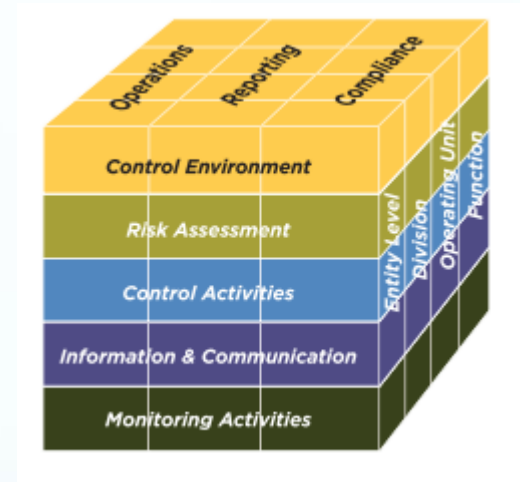 Operations
Reporting
Compliance
Control Environment
Risk Assessment
Control Activities
Information & Communication
Monitoring Activities
Entity Level
Division
Operating Unit
Function